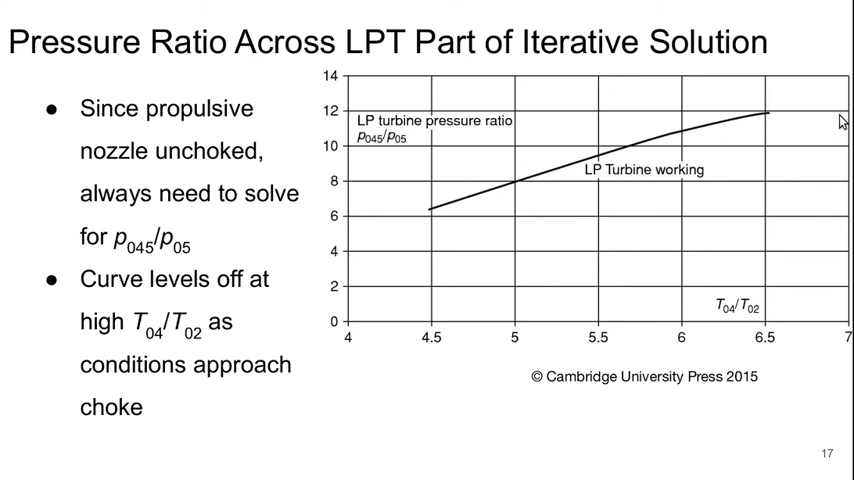 Pressure Ratio Across LPT Part of Iterative Solution
● Since propulsive
nozzle unchoked,
always need to solve
for p045/p05
● Curve levels off at
high T04/T02 as
conditions approach
choke
14
12
10
8
6
4
2
0
LP turbine pressure ratio
p045/p05
LP Turbine working
T04/T02
4 4.5 5 5.5 6 6.5 7
© Cambridge University Press 2015
17